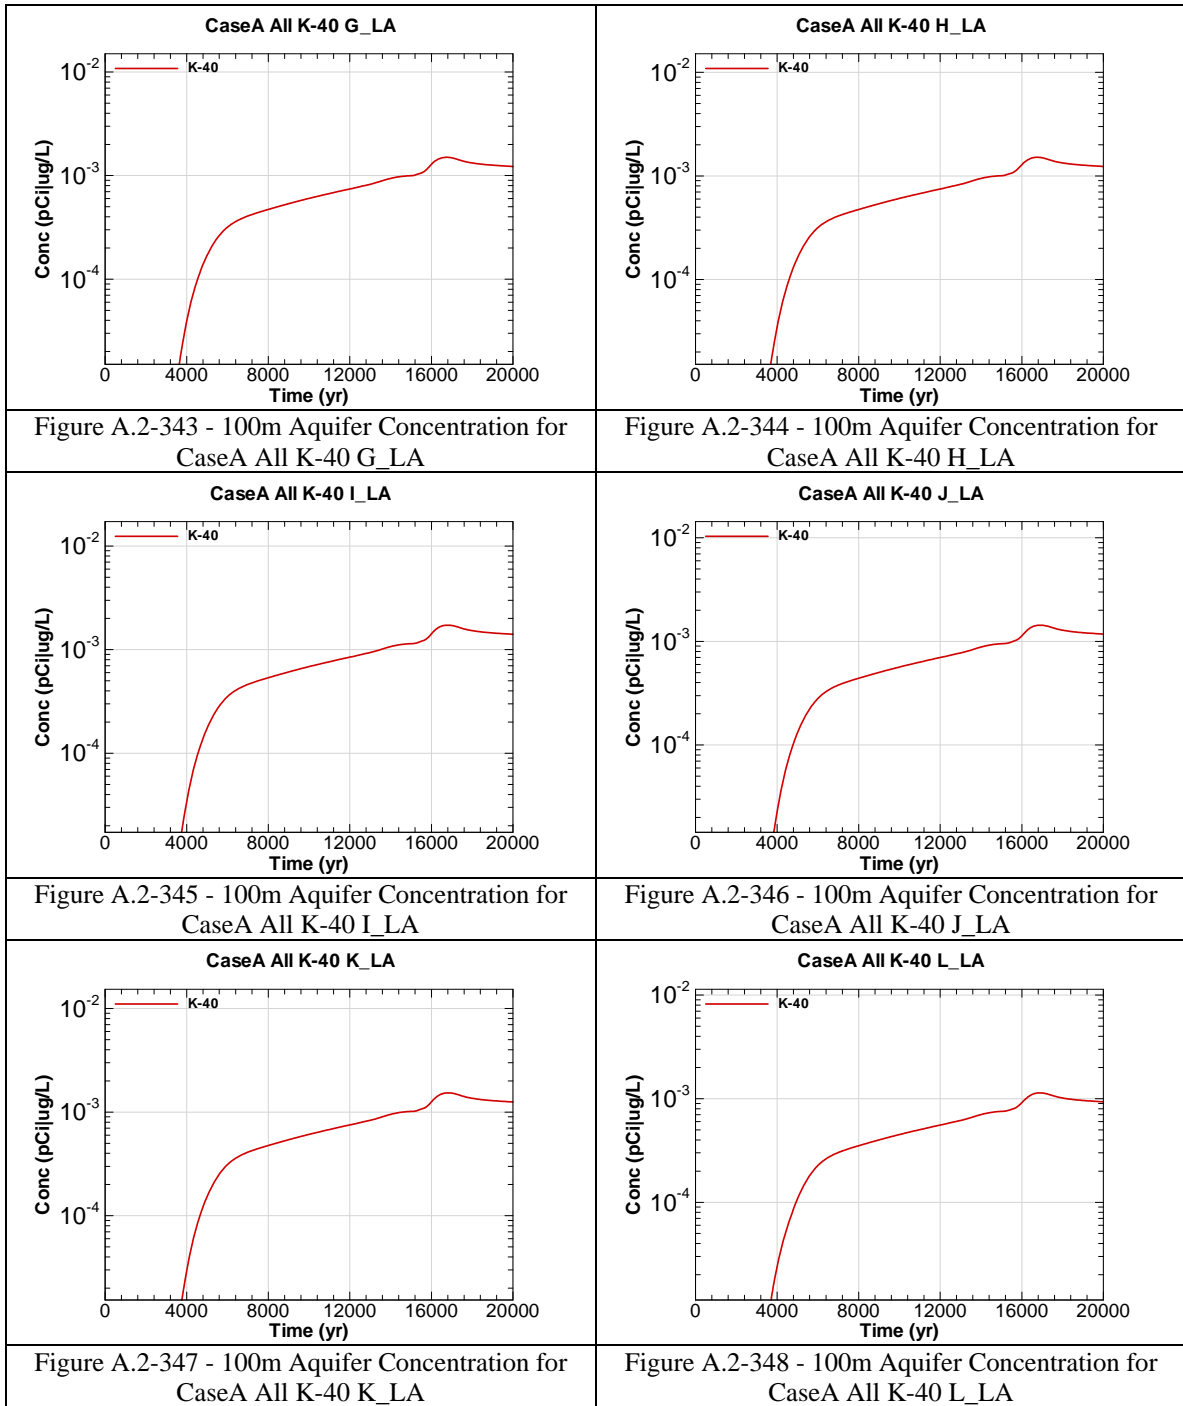 CaseA All K-40 G_LA
K-40
10-2
10-3
10-4
Conc (pCi|ug/L)
0 4000 8000 12000 16000 20000
Time (yr)
Figure A.2-343 - 100m Aquifer Concentration for
CaseA All K-40 G_LA
CaseA All K-40 H_LA
K-40
10-2
10-3
10-4
Conc (pCi|ug/L)
0 4000 8000 12000 16000 20000
Time (yr)
Figure A.2-344 - 100m Aquifer Concentration for
CaseA All K-40 H_LA
CaseA All K-40 I_LA
K-40
10-2
10-3
10-4
Conc (pCi|ug/L)
0 4000 8000 12000 16000 20000
Time (yr)
Figure A.2-345 - 100m Aquifer Concentration for
CaseA All K-40 I_LA
CaseA All K-40 J_LA
K-40
10-2
10-3
10-4
Conc (pCi|ug/L)
0 4000 8000 12000 16000 20000
Time (yr)
Figure A.2-346 - 100m Aquifer Concentration for
CaseA All K-40 J_LA
CaseA All K-40 K_LA
K-40
10-2
10-3
10-4
Conc (pCi|ug/L)
0 4000 8000 12000 16000 20000
Time (yr)
Figure A.2-347 - 100m Aquifer Concentration for
CaseA All K-40 K_LA
CaseA All K-40 L_LA
K-40
10-2
10-3
10-4
Conc (pCi|ug/L)
0 4000 8000 12000 16000 20000
Time (yr)
Figure A.2-348 - 100m Aquifer Concentration for
CaseA All K-40 L_LA